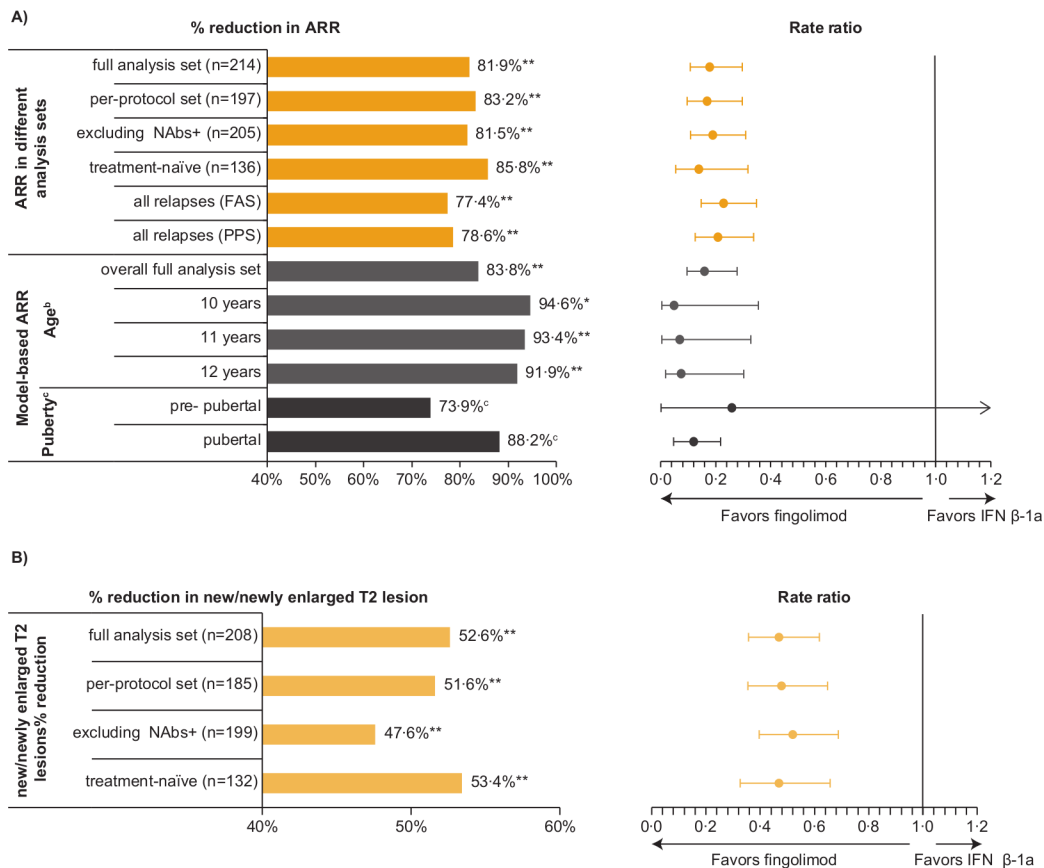 A)
% reduction in ARR
Rate ratio
ARR in different
analysis sets
full analysis set (n=214)
81·9%**
per-protocol set (n=197)
83·2%**
excluding NAbs+ (n=205)
81·5%**
treatment-naïve (n=136)
85·8%**
all relapses (FAS)
77·4%**
all relapses (PPS)
78·6%**
Model-based ARR
Ageᵇ
overall full analysis set
83·8%**
10 years
94·6%*
11 years
93·4%**
12 years
91·9%**
Pubertyᶜ
pre- pubertal
73·9%ᶜ
pubertal
88·2%ᶜ
40% 50% 60% 70% 80% 90% 100%
0·0 0·2 0·4 0·6 0·8 1·0 1·2
Favors fingolimod
Favors IFN β-1a
B)
% reduction in new/newly enlarged T2 lesion
Rate ratio
new/newly enlarged T2
lesions% reduction
full analysis set (n=208)
52·6%**
per-protocol set (n=185)
51·6%**
excluding NAbs+ (n=199)
47·6%**
treatment-naïve (n=132)
53·4%**
40% 50% 60%
0·0 0·2 0·4 0·6 0·8 1·0 1·2
Favors fingolimod
Favors IFN β-1a